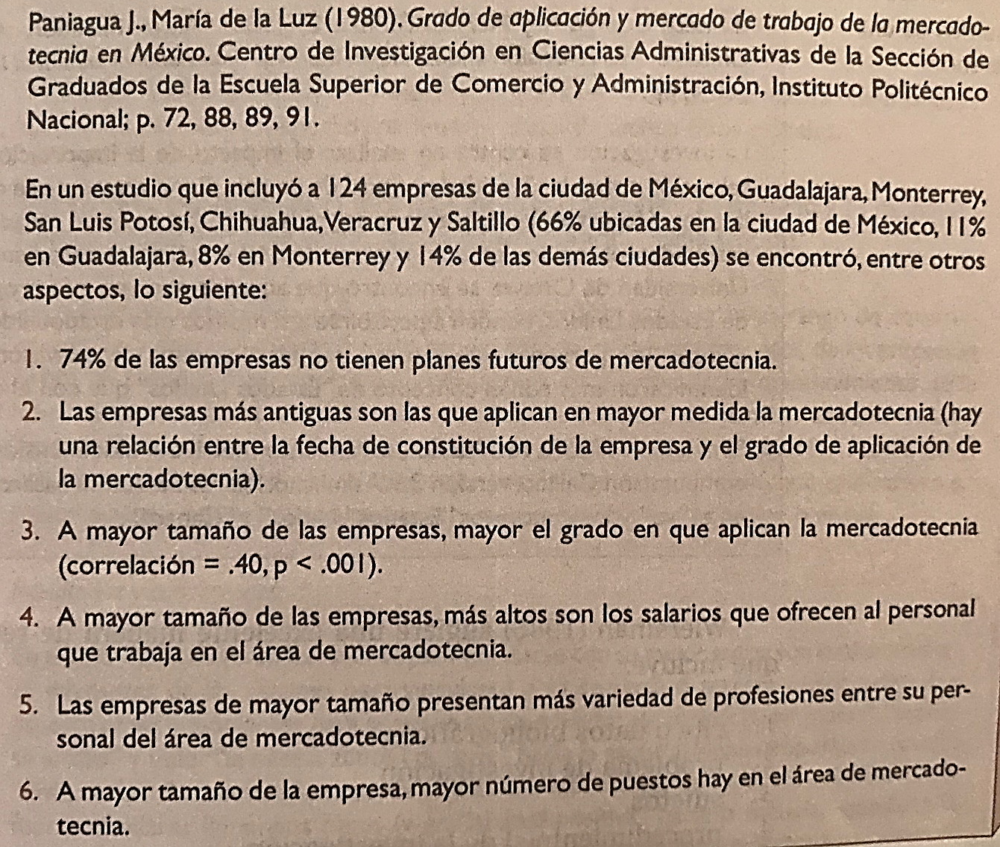 Paniagua J., María de la Luz (1980). Grado de aplicación y mercado de trabajo de la mercado-
tecnia en México. Centro de Investigación en Ciencias Administrativas de la Sección de
Graduados de la Escuela Superior de Comercio y Administración, Instituto Politécnico
Nacional; p. 72, 88, 89, 91.
En un estudio que incluyó a 124 empresas de la ciudad de México, Guadalajara, Monterrey,
San Luis Potosí, Chihuahua, Veracruz y Saltillo (66% ubicadas en la ciudad de México, 11%
en Guadalajara, 8% en Monterrey y 14% de las demás ciudades) se encontró, entre otros
aspectos, lo siguiente:
1. 74% de las empresas no tienen planes futuros de mercadotecnia.
2. Las empresas más antiguas son las que aplican en mayor medida la mercadotecnia (hay
una relación entre la fecha de constitución de la empresa y el grado de aplicación de
la mercadotecnia).
3. A mayor tamaño de las empresas, mayor el grado en que aplican la mercadotecnia
(correlación = .40, p < .001).
4. A mayor tamaño de las empresas, más altos son los salarios que ofrecen al personal
que trabaja en el área de mercadotecnia.
5. Las empresas de mayor tamaño presentan más variedad de profesiones entre su per-
sonal del área de mercadotecnia.
6. A mayor tamaño de la empresa, mayor número de puestos hay en el área de mercado-
tecnia.